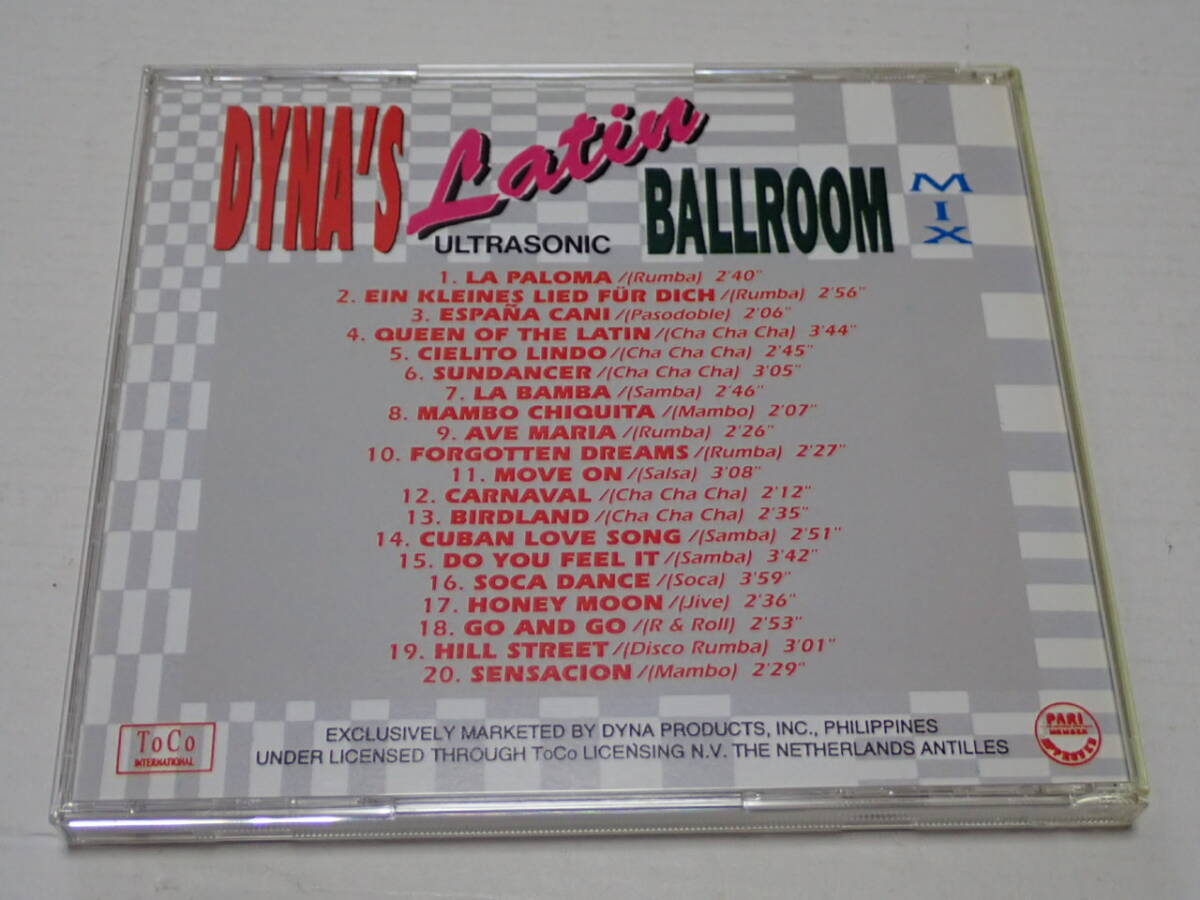 DYNA'S Latin BALLROOM MIX
ULTRASONIC
1. LA PALOMA /(Rumba) 2'40"
2. EIN KLEINES LIED FÜR DICH /(Rumba) 2'56"
3. ESPAÑA CANI /(Pasodoble) 2'06"
4. QUEEN OF THE LATIN /(Cha Cha Cha) 3'44"
5. CIELITO LINDO /(Cha Cha Cha) 2'45"
6. SUNDANCER /(Cha Cha Cha) 3'05"
7. LA BAMBA /(Samba) 2'46"
8. MAMBO CHIQUITA /(Mambo) 2'07"
9. AVE MARIA /(Rumba) 2'26"
10. FORGOTTEN DREAMS /(Rumba) 2'27"
11. MOVE ON /(Salsa) 3'08"
12. CARNAVAL /(Cha Cha Cha) 2'12"
13. BIRDLAND /(Cha Cha Cha) 2'35"
14. CUBAN LOVE SONG /(Samba) 2'51"
15. DO YOU FEEL IT /(Samba) 3'42"
16. SOCA DANCE /(Soca) 3'59"
17. HONEY MOON /(Jive) 2'36"
18. GO AND GO /(R & Roll) 2'53"
19. HILL STREET /(Disco Rumba) 3'01"
20. SENSACION /(Mambo) 2'29"
ToCo
INTERNATIONAL
EXCLUSIVELY MARKETED BY DYNA PRODUCTS, INC., PHILIPPINES
UNDER LICENSED THROUGH ToCo LICENSING N.V. THE NETHERLANDS ANTILLES
PARI
MEMBER